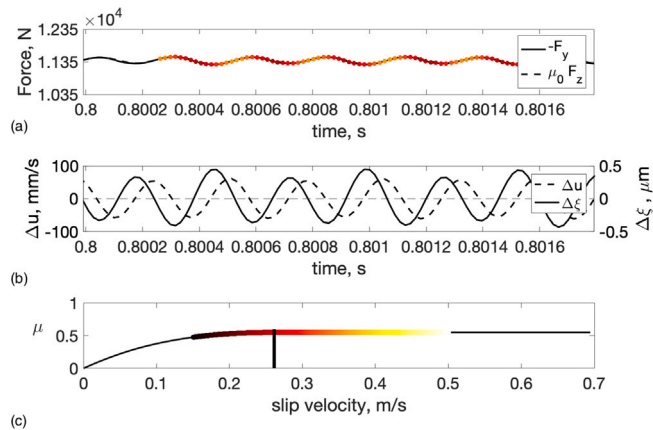 × 10⁴
1.235
1.135
1.035
Force, N
-F_y
μ₀ F_z
0.8 0.8002 0.8004 0.8006 0.8008 0.801 0.8012 0.8014 0.8016
time, s
(a)
100
0
-100
Δu, mm/s
Δu
Δξ
0.5
0
-0.5
Δξ , μm
0.8 0.8002 0.8004 0.8006 0.8008 0.801 0.8012 0.8014 0.8016
time, s
(b)
1
0.5
0
μ
0 0.1 0.2 0.3 0.4 0.5 0.6 0.7
slip velocity, m/s
(c)